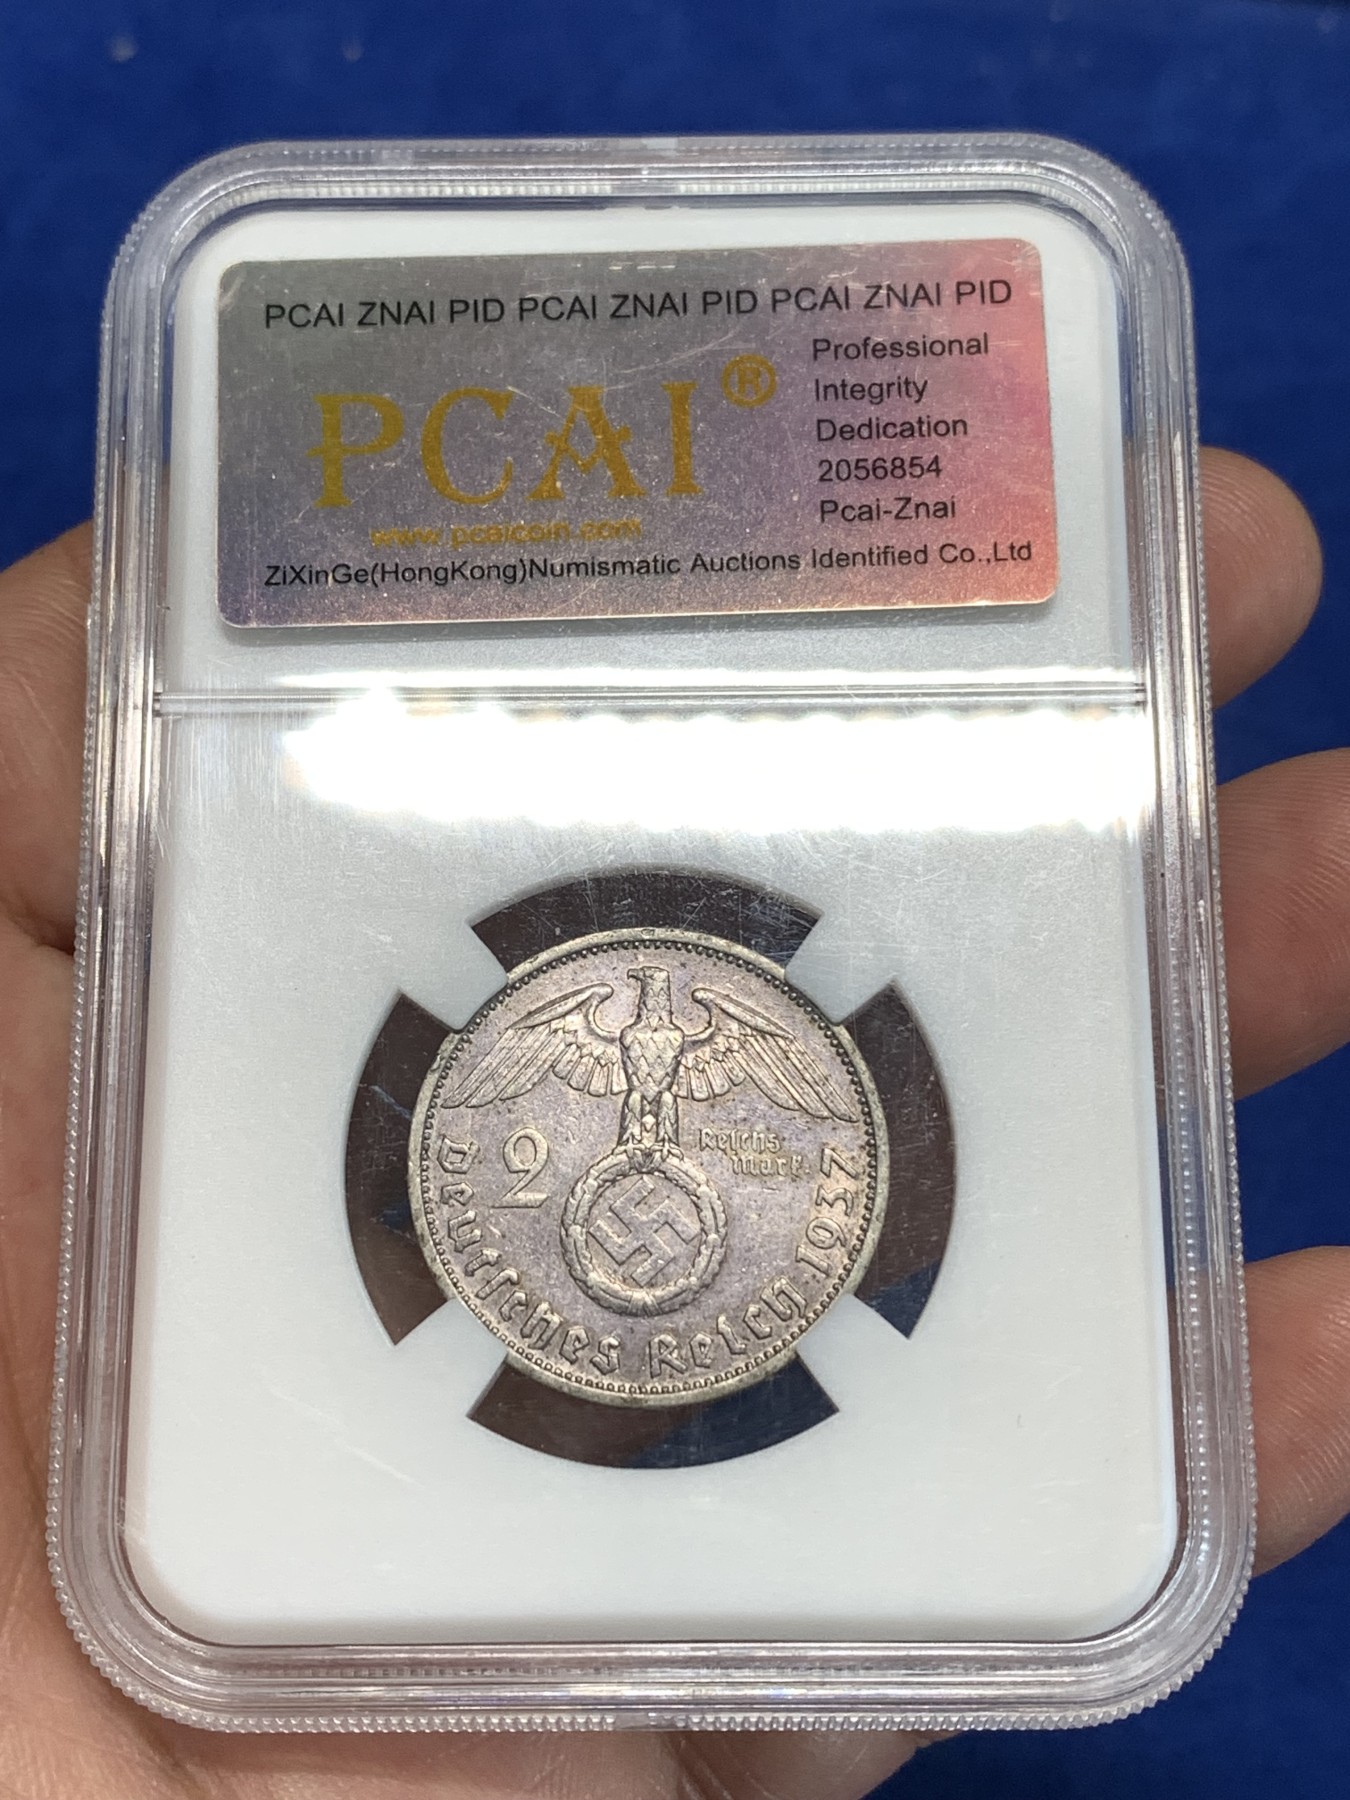 PCAI ZNAI PID PCAI ZNAI PID PCAI ZNAI PID
PCAI®
Professional
Integrity
Dedication
2056854
Pcai-Znai
www.pcaicoin.com
ZiXinGe(HongKong)Numismatic Auctions Identified Co.,Ltd
2
Reichs
mark
Deutsches Reich 1937